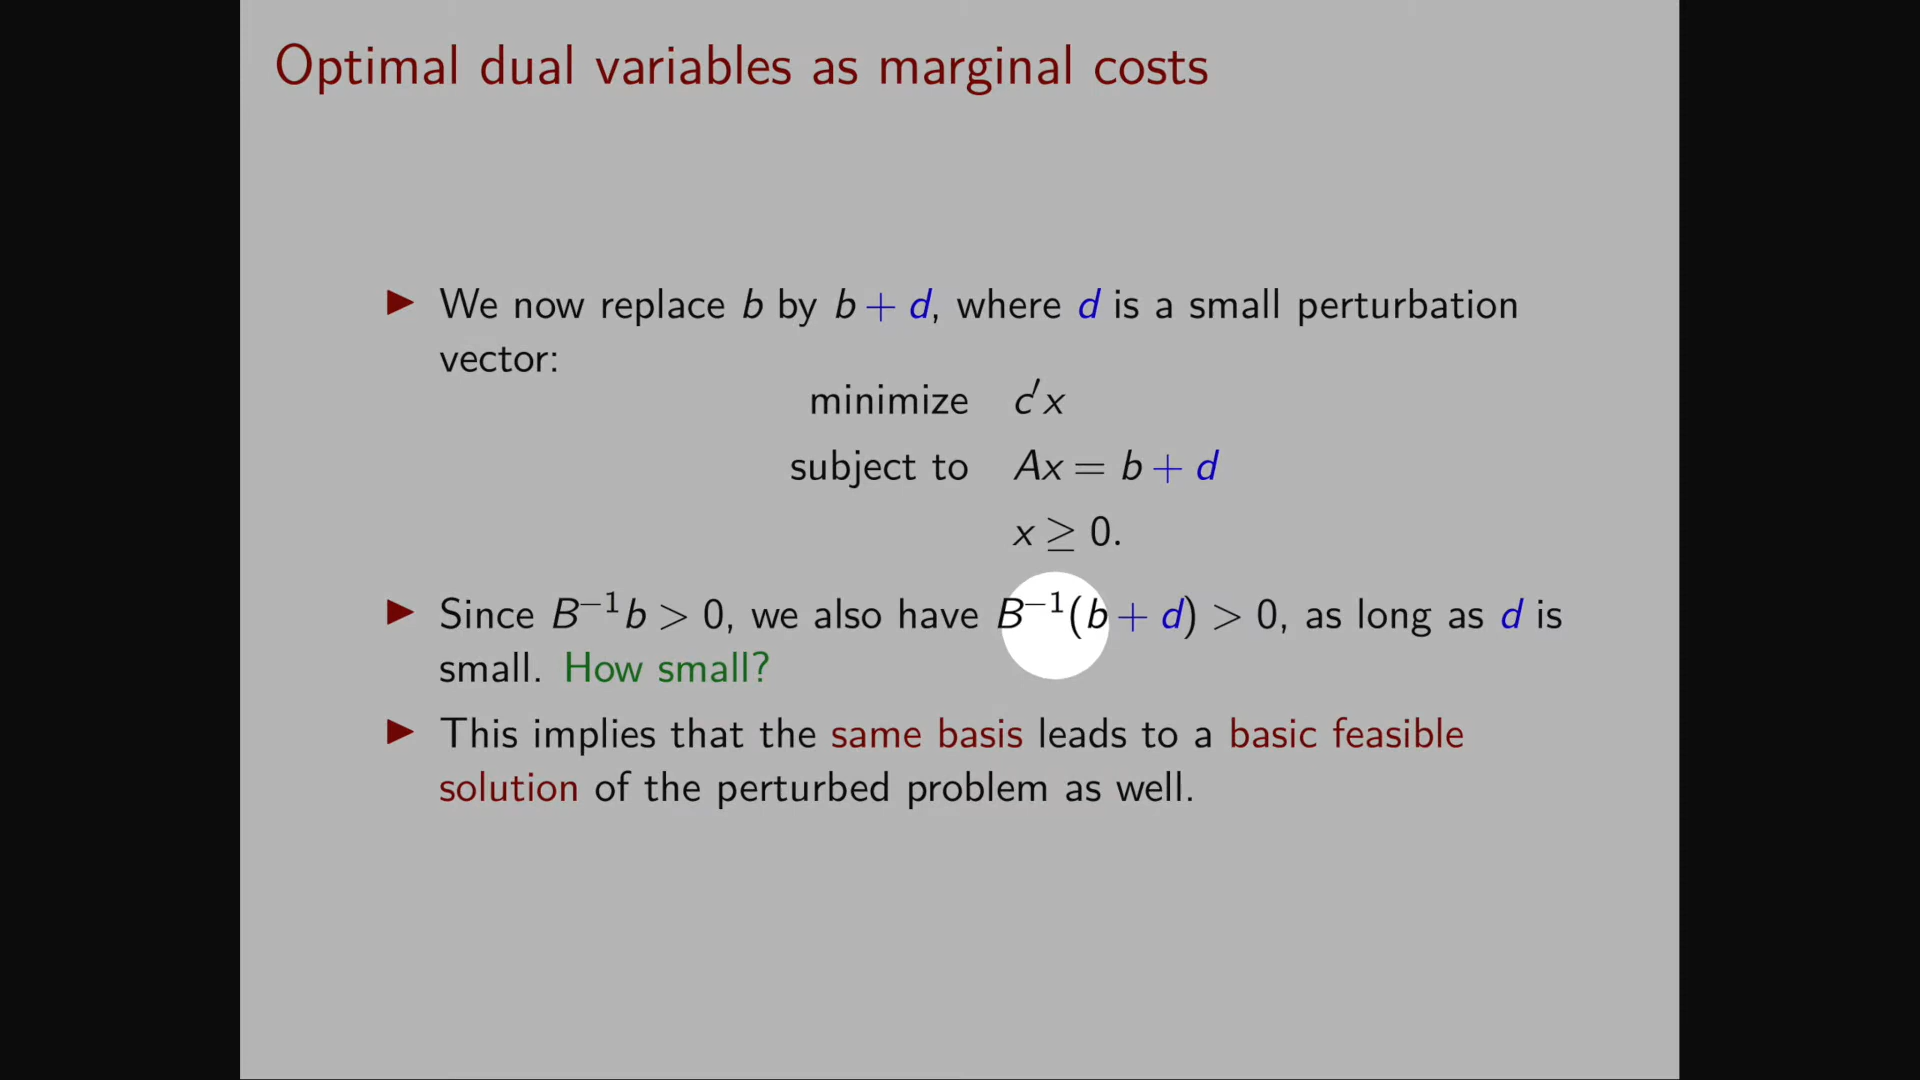 Optimal dual variables as marginal costs
▶ We now replace b by b + d, where d is a small perturbation
vector:
minimize c′x
subject to Ax = b + d
x ≥ 0.
▶ Since B⁻¹b > 0, we also have B⁻¹(b + d) > 0, as long as d is
small. How small?
▶ This implies that the same basis leads to a basic feasible
solution of the perturbed problem as well.